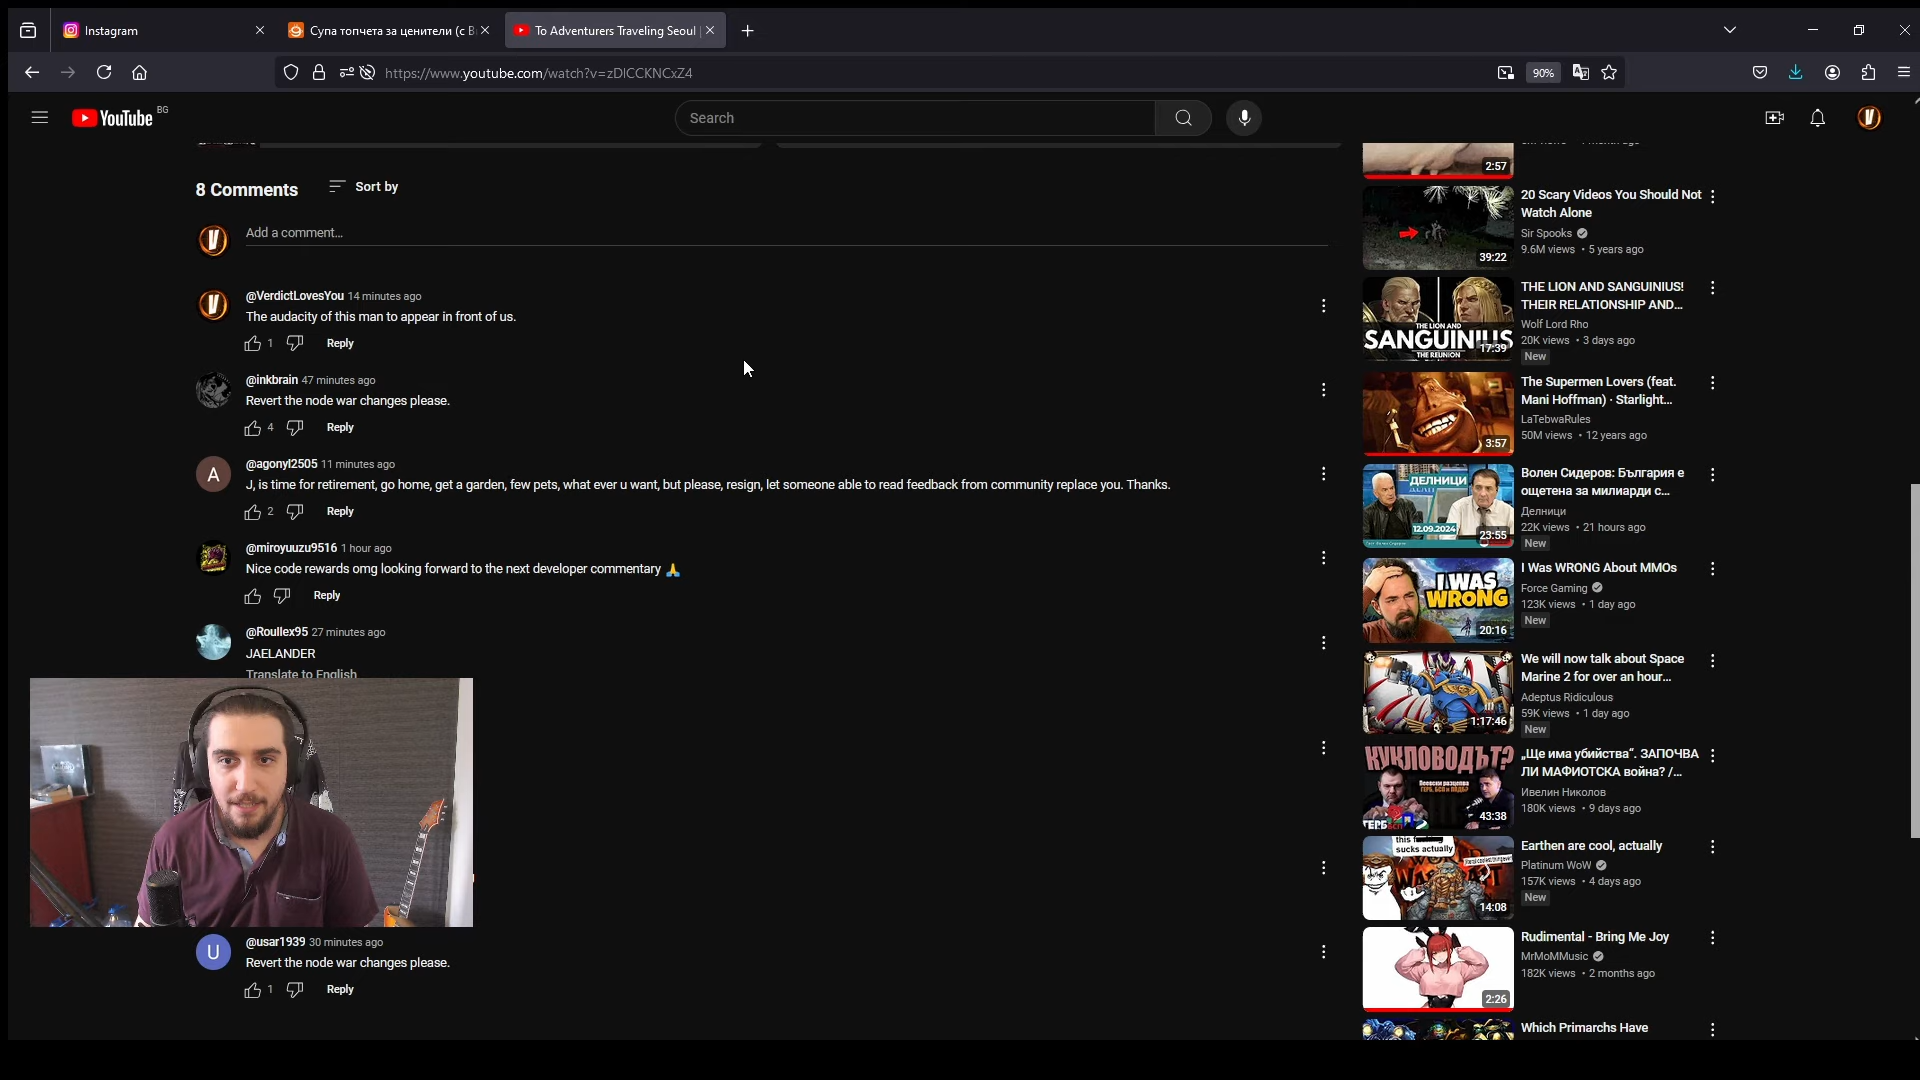 Instagram
Супа топчета за ценители (с В
To Adventurers Traveling Seoul |
https://www.youtube.com/watch?v=zDICCKNCxZ4
90%
YouTube
BG
Search
2:57
8 Comments
Sort by
Add a comment...
@VerdictLovesYou 14 minutes ago
The audacity of this man to appear in front of us.
1
Reply
@inkbrain 47 minutes ago
Revert the node war changes please.
4
Reply
A
@agonyl2505 11 minutes ago
J, is time for retirement, go home, get a garden, few pets, what ever u want, but please, resign, let someone able to read feedback from community replace you. Thanks.
2
Reply
@miroyuuzu9516 1 hour ago
Nice code rewards omg looking forward to the next developer commentary 🙏
Reply
@Roullex95 27 minutes ago
JAELANDER
Translate to English
U
@usar1939 30 minutes ago
Revert the node war changes please.
1
Reply
39:22
20 Scary Videos You Should Not
Watch Alone
Sir Spooks
9.6M views • 5 years ago
THE LION AND
SANGUINIUS
THE REUNION
17:39
THE LION AND SANGUINIUS!
THEIR RELATIONSHIP AND...
Wolf Lord Rho
20K views • 3 days ago
New
3:57
The Supermen Lovers (feat.
Mani Hoffman) · Starlight...
LaTebwaRules
50M views • 12 years ago
ДЕЛНИЦИ
12.09.2024
23:55
Волен Сидеров: България е
ощетена за милиарди с...
Делници
22K views • 21 hours ago
New
I WAS
WRONG
20:16
I Was WRONG About MMOs
Force Gaming
123K views • 1 day ago
New
1:17:46
We will now talk about Space
Marine 2 for over an hour...
Adeptus Ridiculous
59K views • 1 day ago
New
КУКЛОВОДЪТ?
43:38
„Ще има убийства“. ЗАПОЧВА
ЛИ МАФИОТСКА война? /...
Ивелин Николов
180K views • 9 days ago
sucks actually
14:08
Earthen are cool, actually
Platinum WoW
157K views • 4 days ago
New
2:26
Rudimental - Bring Me Joy
MrMoMMusic
182K views • 2 months ago
Which Primarchs Have